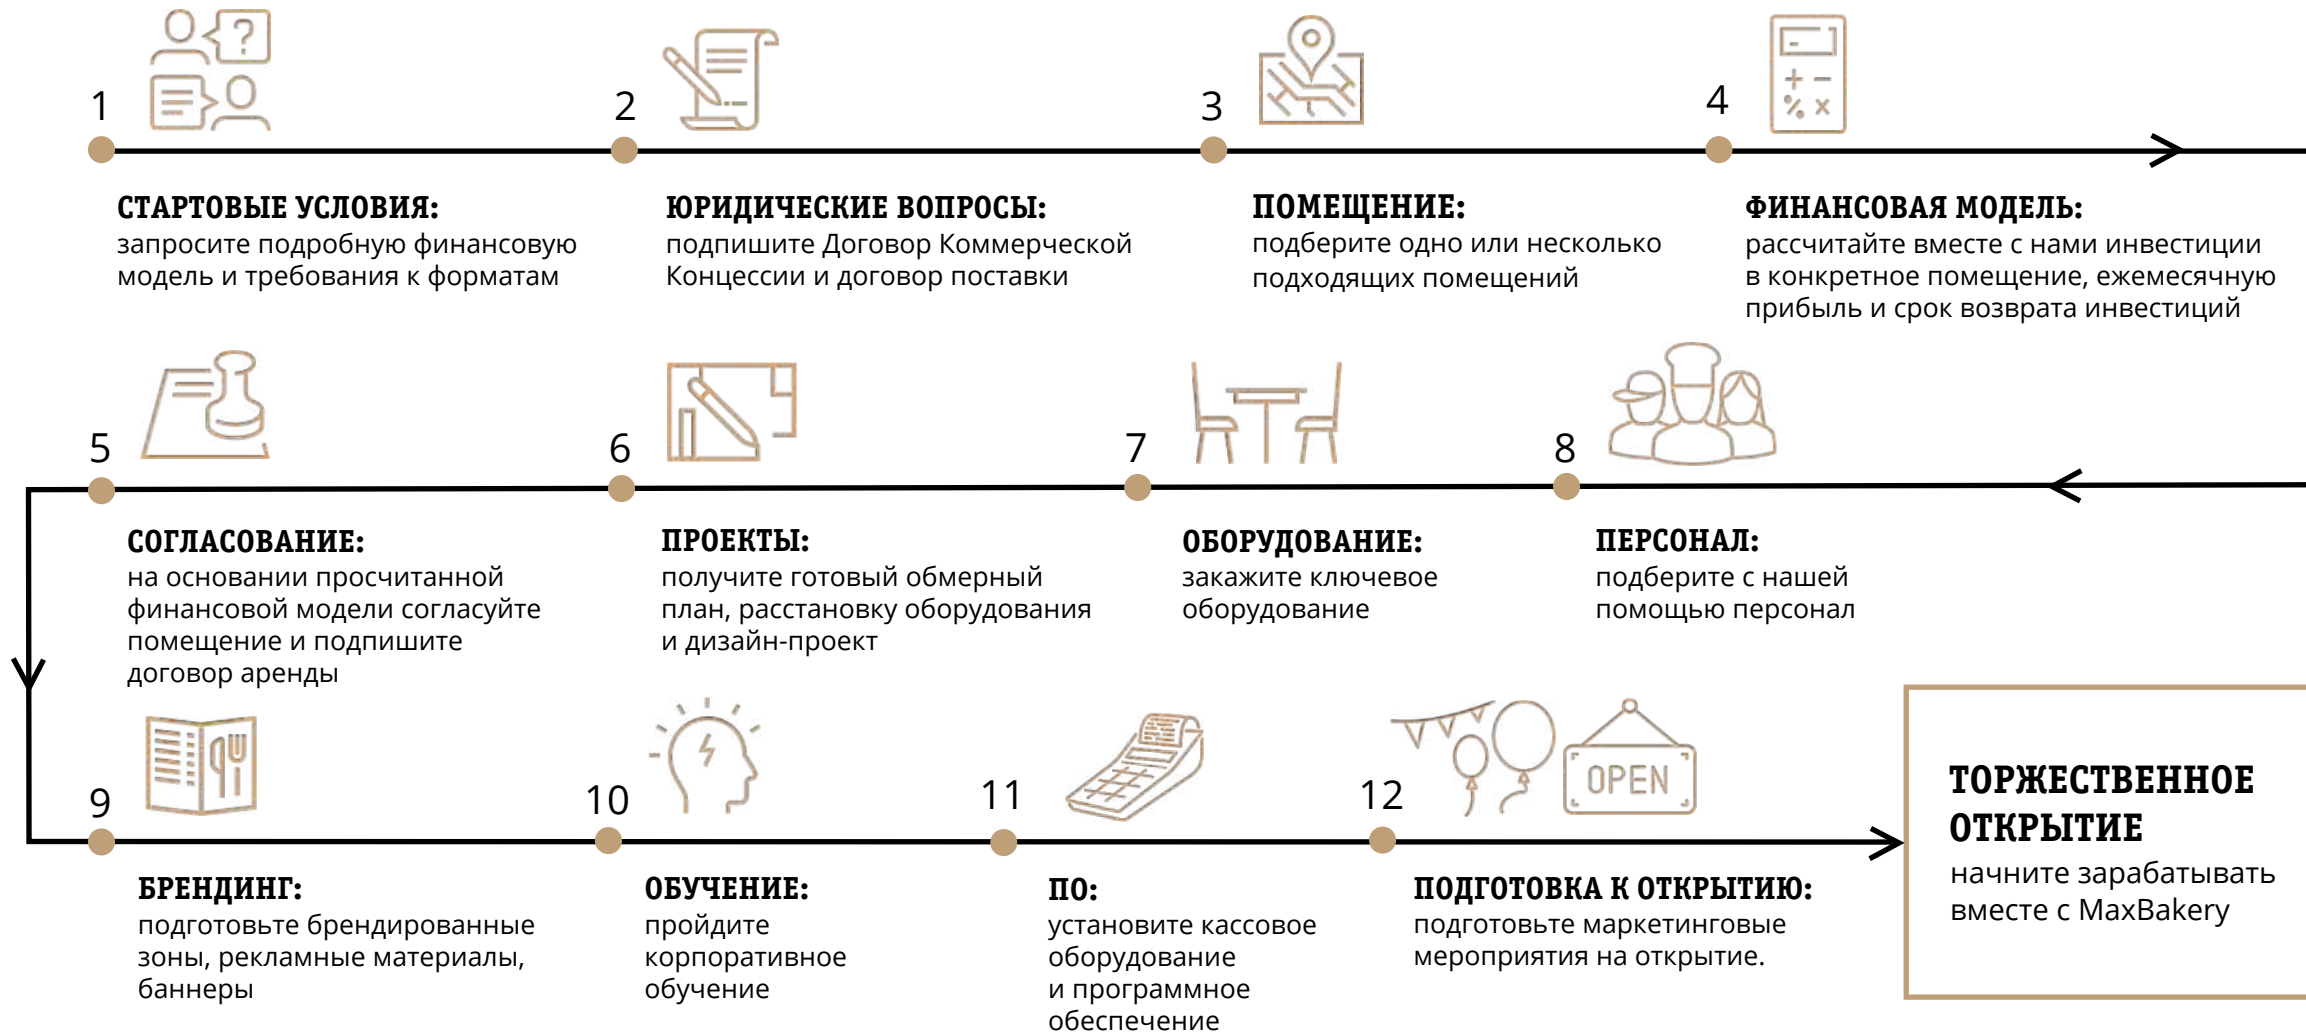 1
СТАРТОВЫЕ УСЛОВИЯ:
запросите подробную финансовую
модель и требования к форматам
2
ЮРИДИЧЕСКИЕ ВОПРОСЫ:
подпишите Договор Коммерческой
Концессии и договор поставки
3
ПОМЕЩЕНИЕ:
подберите одно или несколько
подходящих помещений
4
ФИНАНСОВАЯ МОДЕЛЬ:
рассчитайте вместе с нами инвестиции
в конкретное помещение, ежемесячную
прибыль и срок возврата инвестиций
5
СОГЛАСОВАНИЕ:
на основании просчитанной
финансовой модели согласуйте
помещение и подпишите
договор аренды
6
ПРОЕКТЫ:
получите готовый обмерный
план, расстановку оборудования
и дизайн-проект
7
ОБОРУДОВАНИЕ:
закажите ключевое
оборудование
8
ПЕРСОНАЛ:
подберите с нашей
помощью персонал
9
БРЕНДИНГ:
подготовьте брендированные
зоны, рекламные материалы,
баннеры
10
ОБУЧЕНИЕ:
пройдите
корпоративное
обучение
11
ПО:
установите кассовое
оборудование
и программное
обеспечение
12
OPEN
ПОДГОТОВКА К ОТКРЫТИЮ:
подготовьте маркетинговые
мероприятия на открытие.
ТОРЖЕСТВЕННОЕ
ОТКРЫТИЕ
начните зарабатывать
вместе с MaxBakery